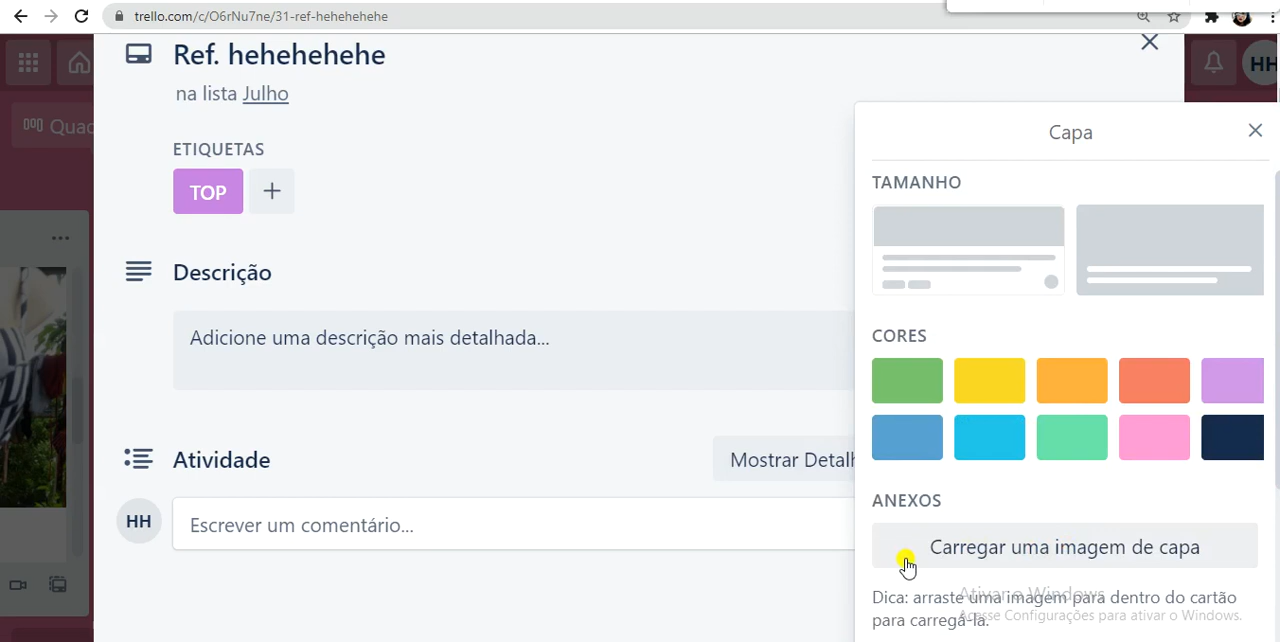 trello.com/c/O6rNu7ne/31-ref-hehehehehe
Ref. hehehehehe
na lista Julho
HH
Quad
ETIQUETAS
TOP
Descrição
Adicione uma descrição mais detalhada...
Atividade
Mostrar Detalh
HH
Escrever um comentário...
Capa
TAMANHO
CORES
ANEXOS
Carregar uma imagem de capa
Dica: arraste uma imagem para dentro do cartão
para carregá-la.
Ativar o Windows
Acesse Configurações para ativar o Windows.